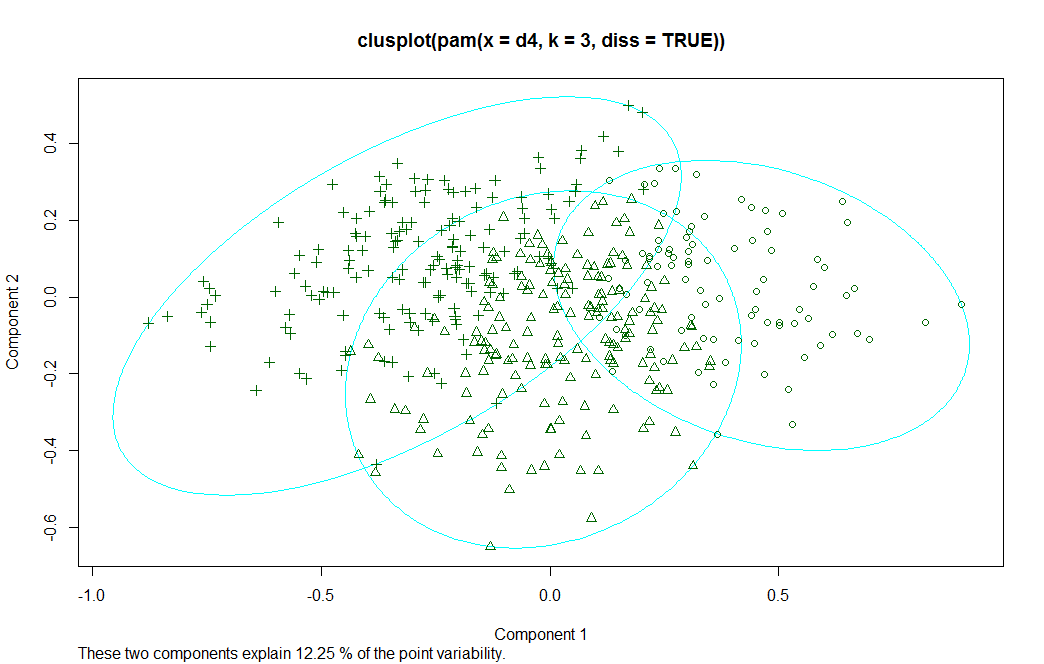 clusplot(pam(x = d4, k = 3, diss = TRUE))
Component 2
0.4
0.2
0.0
-0.2
-0.4
-0.6
-1.0 -0.5 0.0 0.5
Component 1
These two components explain 12.25 % of the point variability.